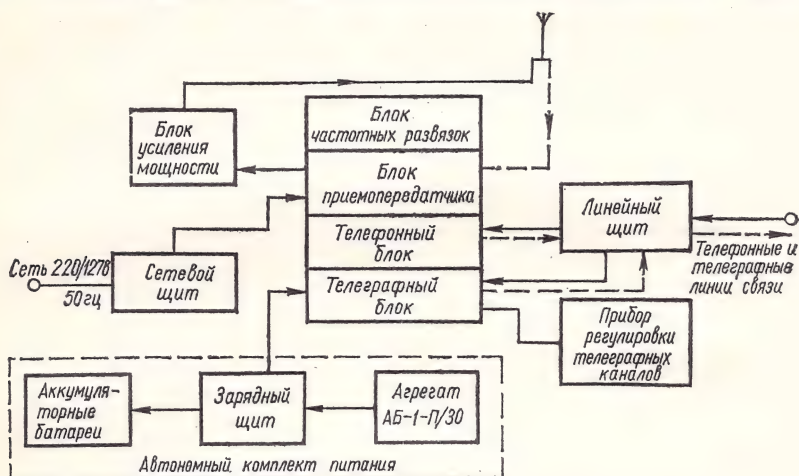 Блок
частотных развязок
Блок
усиления
мощности
Блок
приемопередатчика
Линейный
щит
Телефонный
блок
Сеть 220/127В
50гц
Сетевой
щит
Телефонные и
телеграфные
линии связи
Телеграфный
блок
Прибор
регулировки
телеграфных
каналов
Аккумуля-
торные
батареи
Зарядный
щит
Агрегат
АБ-1-П/30
Автономный комплект питания